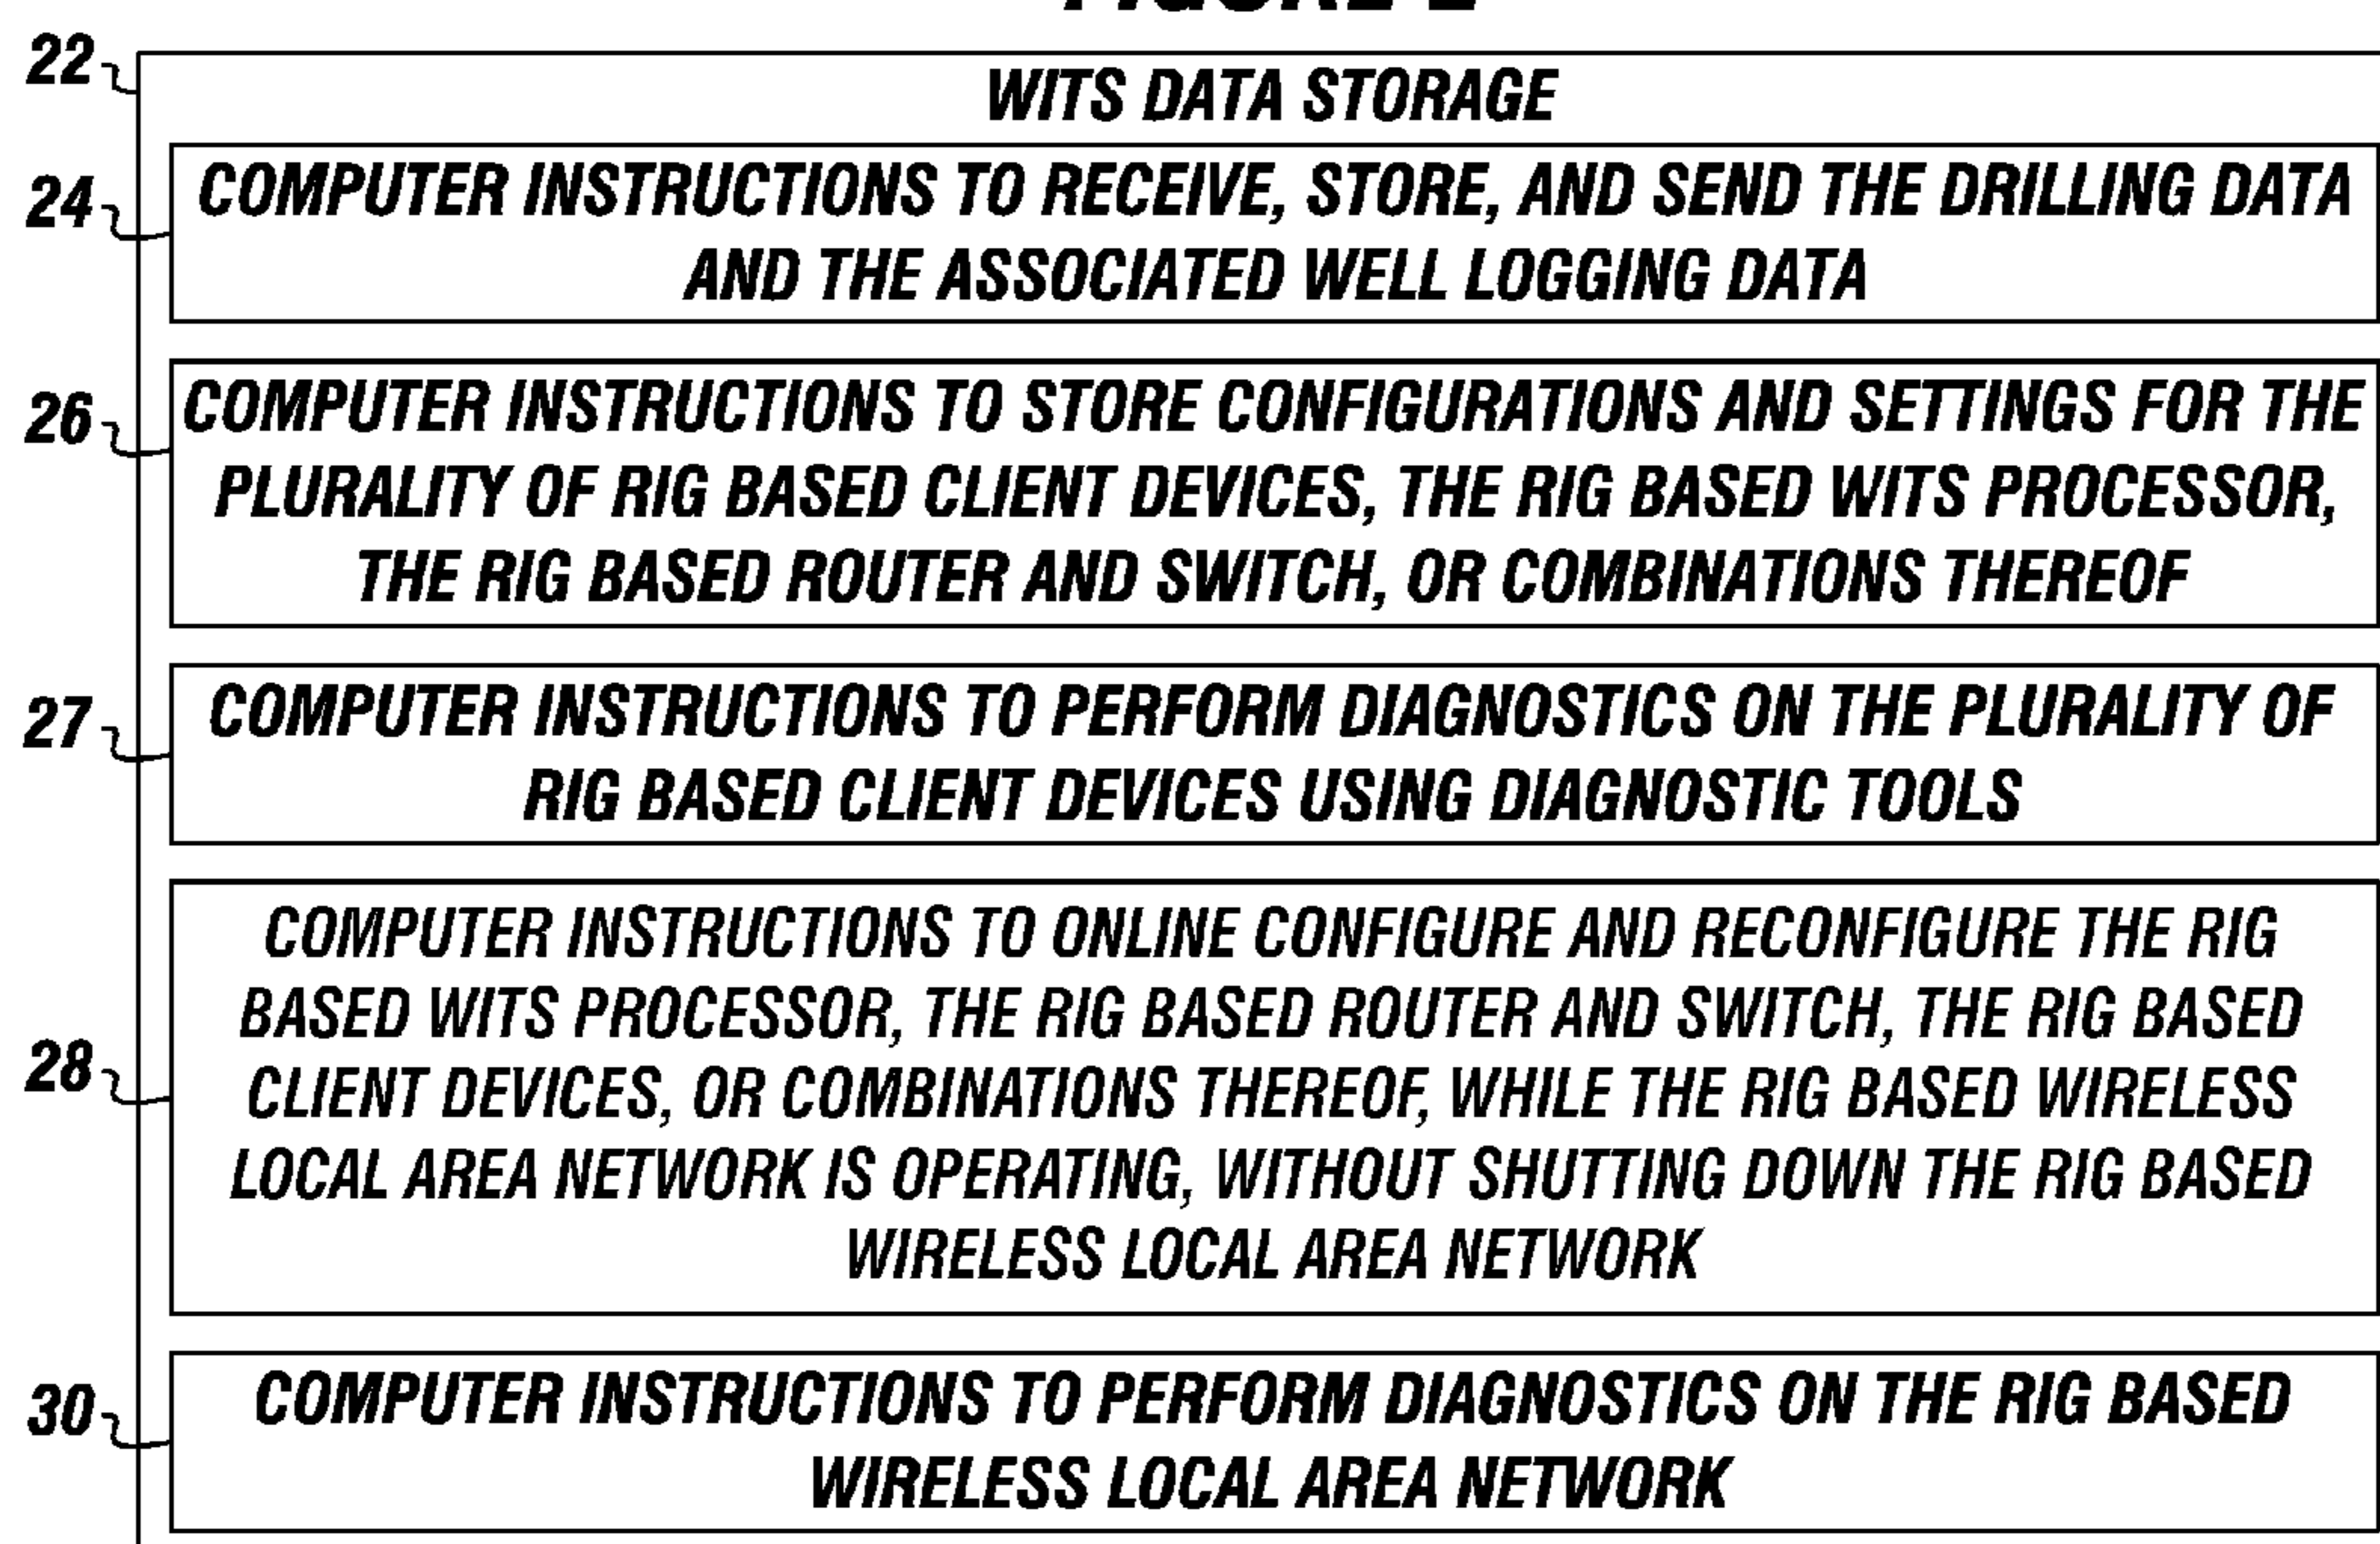 22
WITS DATA STORAGE
24
COMPUTER INSTRUCTIONS TO RECEIVE, STORE, AND SEND THE DRILLING DATA
AND THE ASSOCIATED WELL LOGGING DATA
26
COMPUTER INSTRUCTIONS TO STORE CONFIGURATIONS AND SETTINGS FOR THE
PLURALITY OF RIG BASED CLIENT DEVICES, THE RIG BASED WITS PROCESSOR,
THE RIG BASED ROUTER AND SWITCH, OR COMBINATIONS THEREOF
27
COMPUTER INSTRUCTIONS TO PERFORM DIAGNOSTICS ON THE PLURALITY OF
RIG BASED CLIENT DEVICES USING DIAGNOSTIC TOOLS
28
COMPUTER INSTRUCTIONS TO ONLINE CONFIGURE AND RECONFIGURE THE RIG
BASED WITS PROCESSOR, THE RIG BASED ROUTER AND SWITCH, THE RIG BASED
CLIENT DEVICES, OR COMBINATIONS THEREOF, WHILE THE RIG BASED WIRELESS
LOCAL AREA NETWORK IS OPERATING, WITHOUT SHUTTING DOWN THE RIG BASED
WIRELESS LOCAL AREA NETWORK
30
COMPUTER INSTRUCTIONS TO PERFORM DIAGNOSTICS ON THE RIG BASED
WIRELESS LOCAL AREA NETWORK